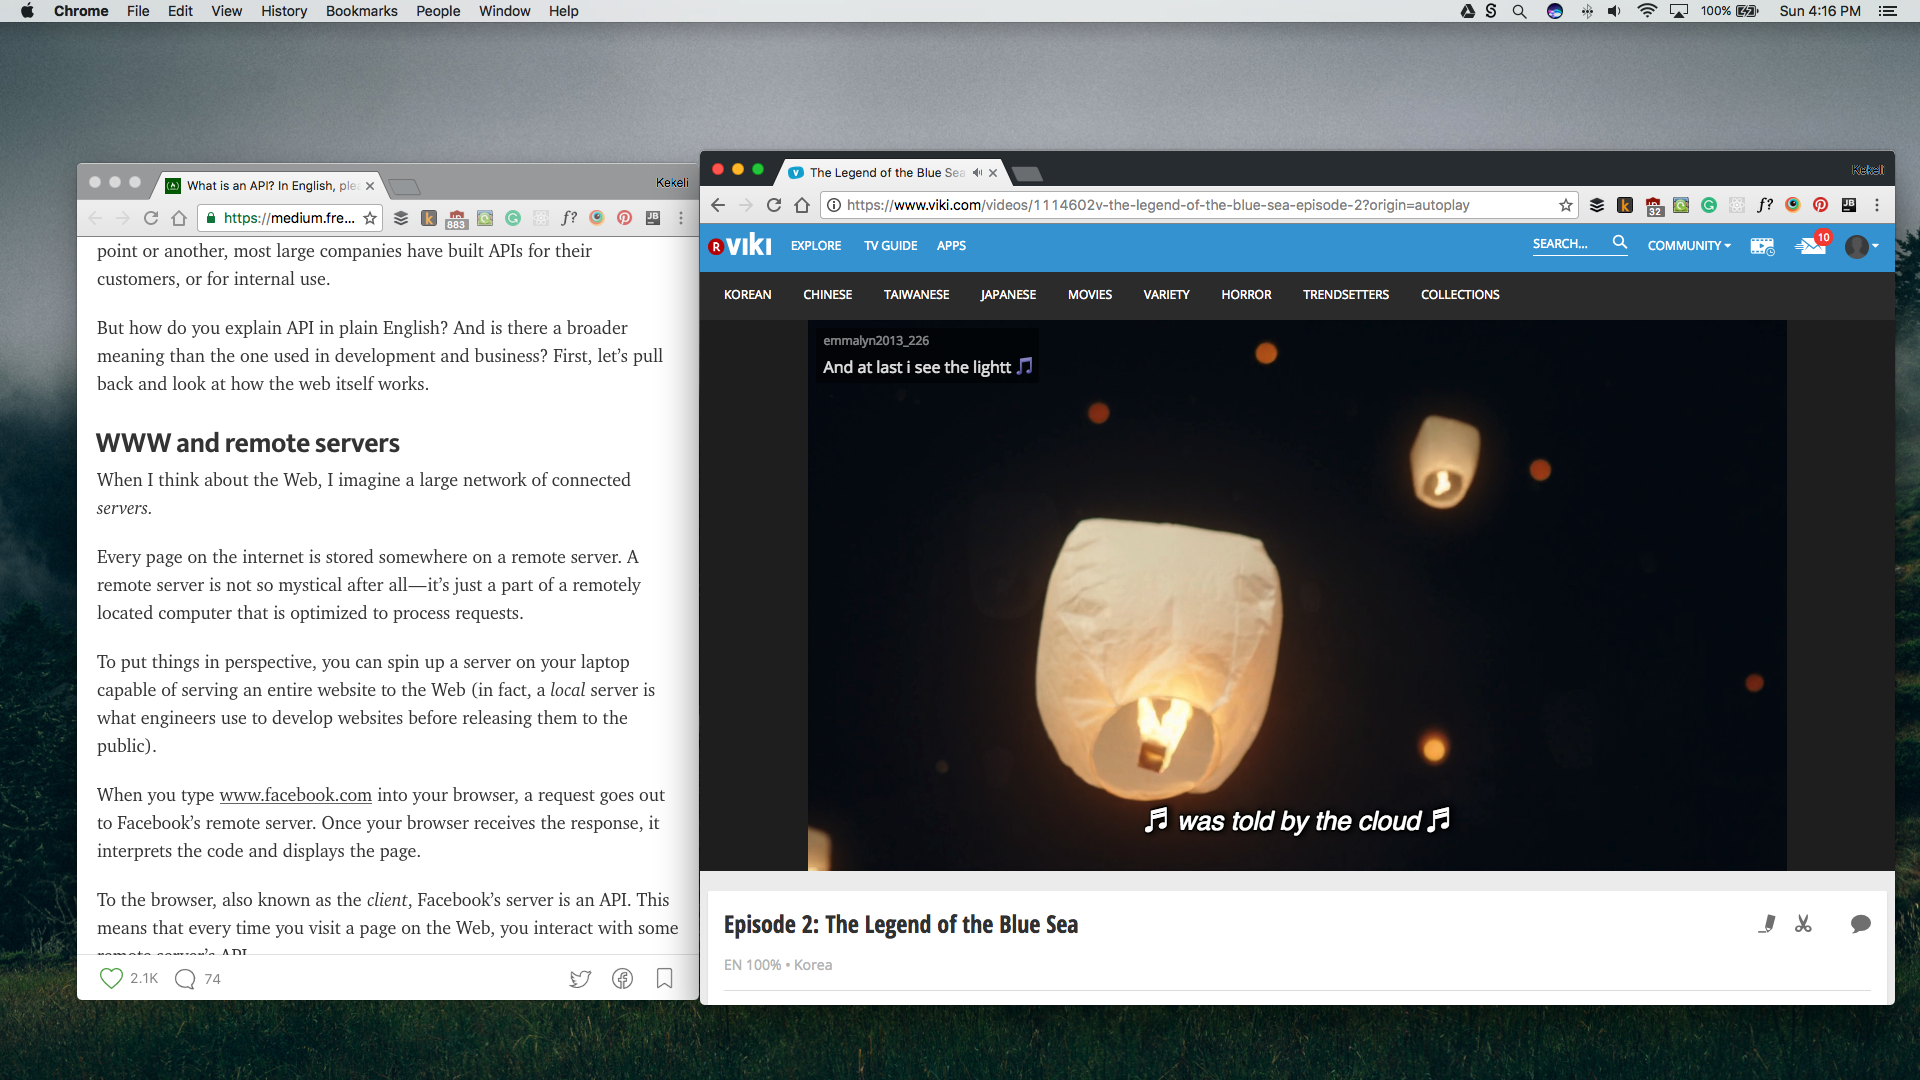 Chrome File Edit View History Bookmarks People Window Help
100% Sun 4:16 PM
What is an API? In English, ple
Kekeli
https://medium.fre...
883
point or another, most large companies have built APIs for their
customers, or for internal use.
But how do you explain API in plain English? And is there a broader
meaning than the one used in development and business? First, let’s pull
back and look at how the web itself works.
WWW and remote servers
When I think about the Web, I imagine a large network of connected
servers.
Every page on the internet is stored somewhere on a remote server. A
remote server is not so mystical after all—it’s just a part of a remotely
located computer that is optimized to process requests.
To put things in perspective, you can spin up a server on your laptop
capable of serving an entire website to the Web (in fact, a local server is
what engineers use to develop websites before releasing them to the
public).
When you type www.facebook.com into your browser, a request goes out
to Facebook’s remote server. Once your browser receives the response, it
interprets the code and displays the page.
To the browser, also known as the client, Facebook’s server is an API. This
means that every time you visit a page on the Web, you interact with some
remote server’s API
2.1K 74
The Legend of the Blue Sea
Kekeli
https://www.viki.com/videos/1114602v-the-legend-of-the-blue-sea-episode-2?origin=autoplay
k 32 f? JB
R VIKI EXPLORE TV GUIDE APPS SEARCH... COMMUNITY 10
KOREAN CHINESE TAIWANESE JAPANESE MOVIES VARIETY HORROR TRENDSETTERS COLLECTIONS
emmalyn2013_226
And at last i see the lightt 🎵
♬ was told by the cloud ♬
Episode 2: The Legend of the Blue Sea
EN 100% • Korea